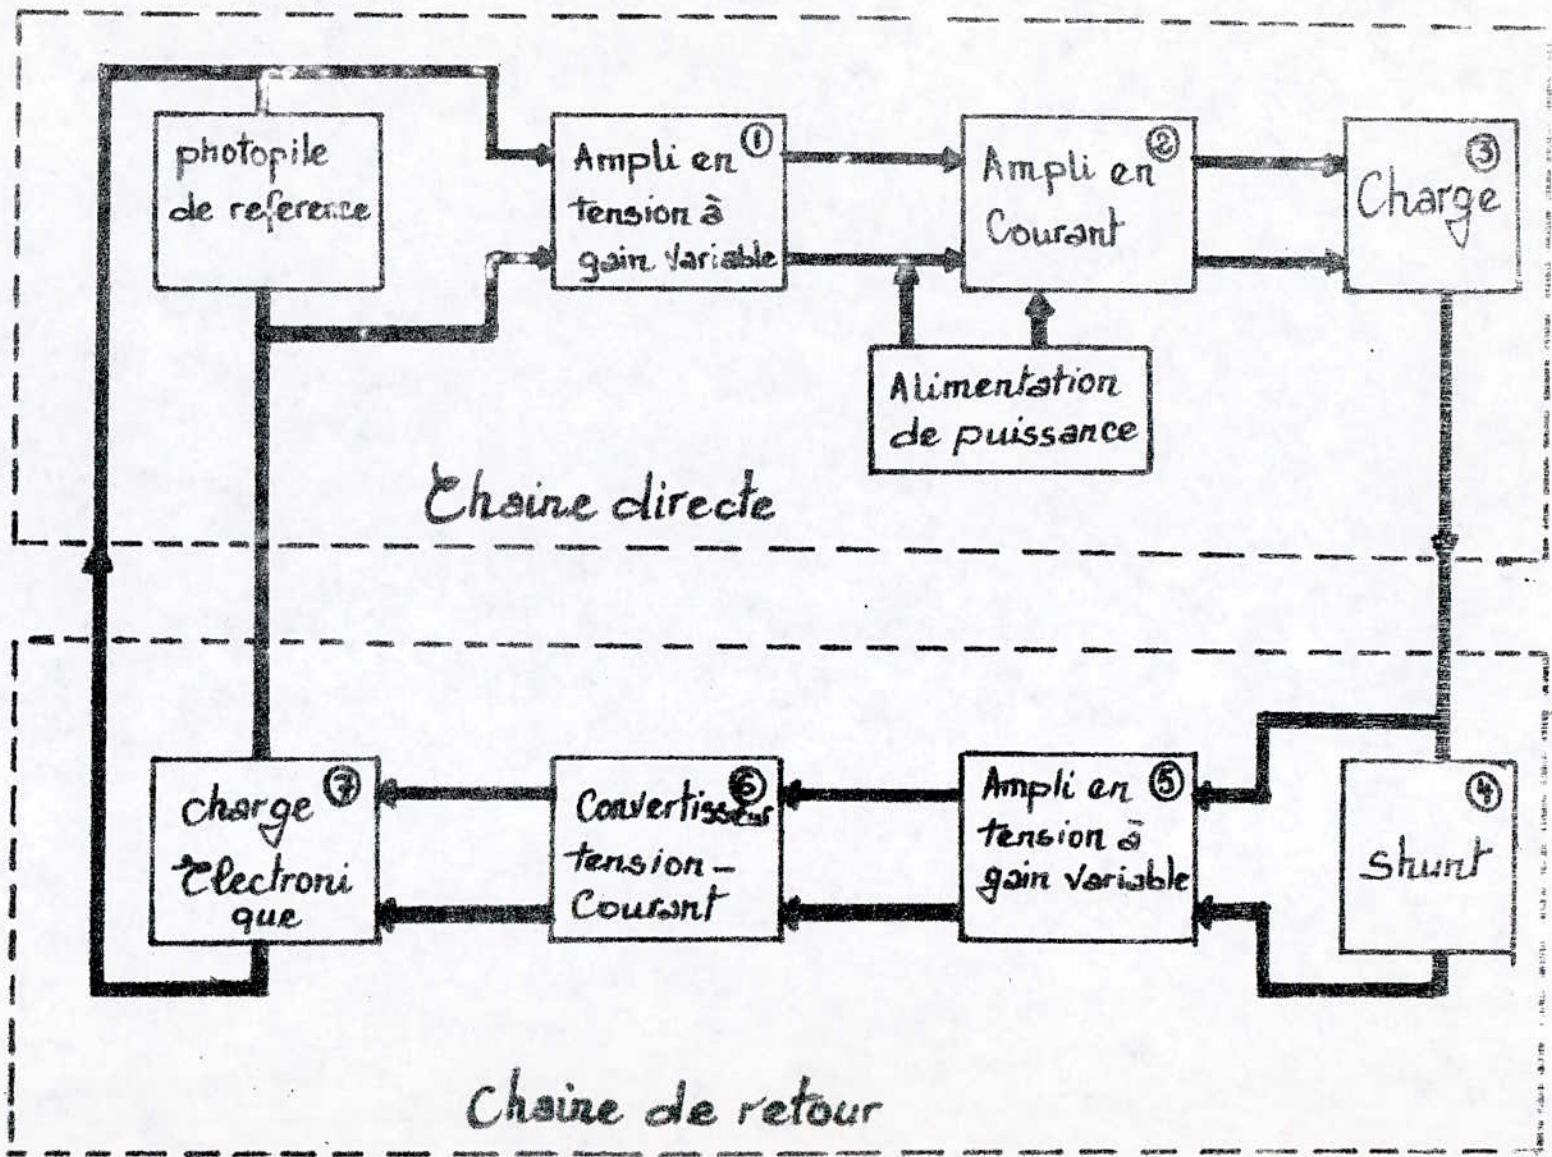 photopile
de reference
Ampli en ①
tension à
gain variable
Ampli en ②
Courant
③
Charge
Alimentation
de puissance
Chaine directe
charge ⑦
Electroni
que
Convertisseur ⑥
tension-
Courant
Ampli en ⑤
tension à
gain variable
④
Shunt
Chaine de retour